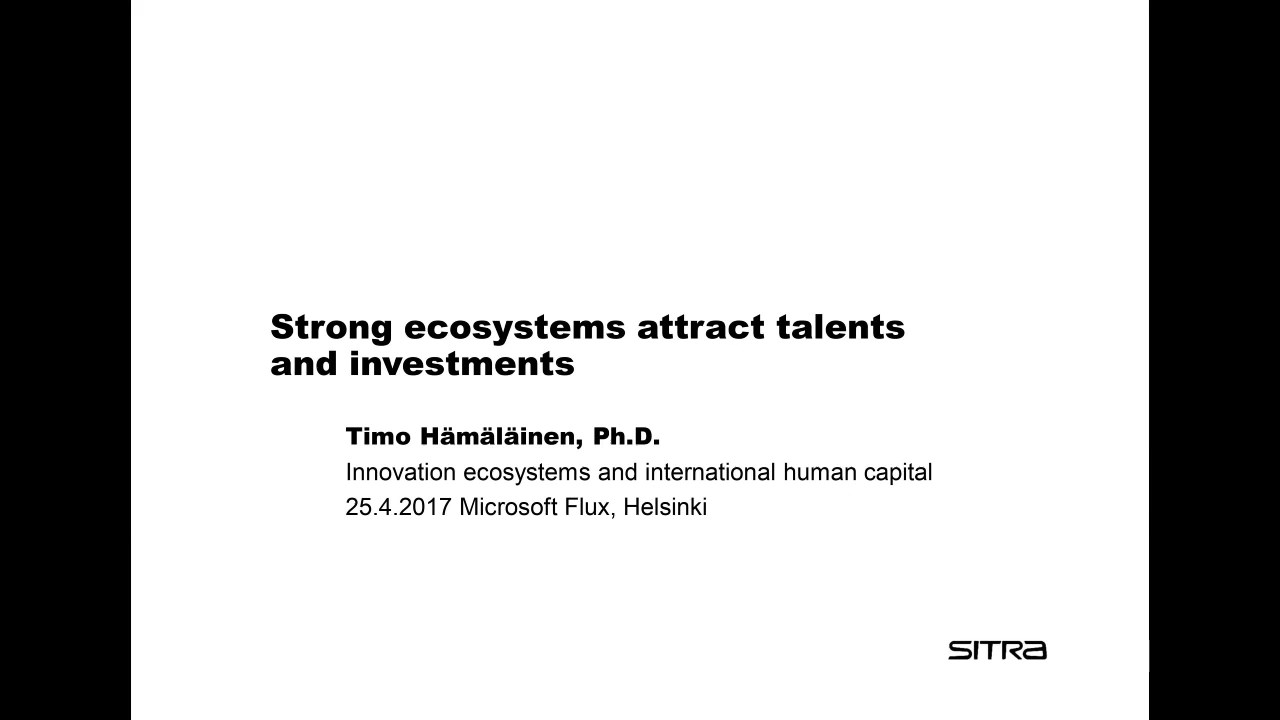 Strong ecosystems attract talents
and investments
Timo Hämäläinen, Ph.D.
Innovation ecosystems and international human capital
25.4.2017 Microsoft Flux, Helsinki
SITRA